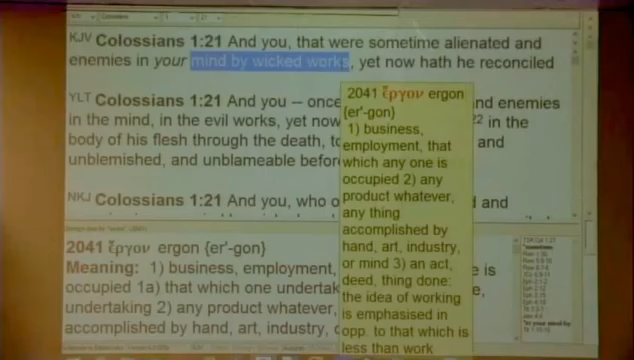 KJV Colossians 1:21 And you, that were sometime alienated and
enemies in your mind by wicked works, yet now hath he reconciled
YLT Colossians 1:21 And you -- once
nd enemies
in the mind, in the evil works, yet now
22 in the
body of his flesh through the death, to
and
unblemished, and unblameable before
NKJ Colossians 1:21 And you, who o
d and
2041 ἔργον ergon
{er'-gon}
1) business,
employment, that
which any one is
occupied 2) any
product whatever,
any thing
accomplished by
hand, art, industry,
or mind 3) an act,
deed, thing done:
the idea of working
is emphasised in
opp. to that which is
less than work
2041 ἔργον ergon {er'-gon}
Meaning: 1) business, employment,
e is
occupied 1a) that which one undertak
undertaking 2) any product whatever,
accomplished by hand, art, industry, o